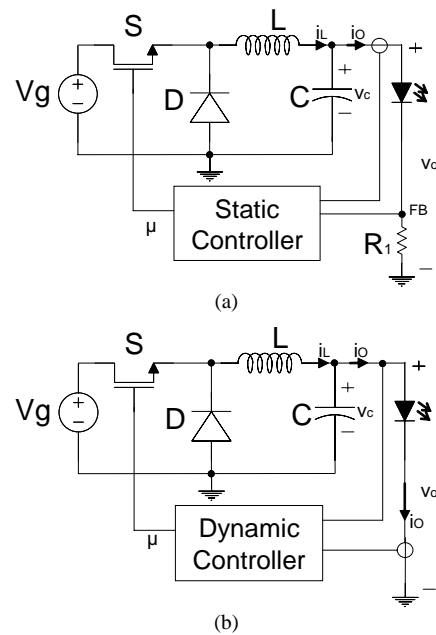 S
L
iL
iO
+
Vg
+
−
D
C
+
vc
−
vo
Static
Controller
μ
FB
R1
−
(a)
S
L
iL
iO
+
Vg
+
−
D
C
+
vc
−
vo
iO
Dynamic
Controller
μ
−
(b)